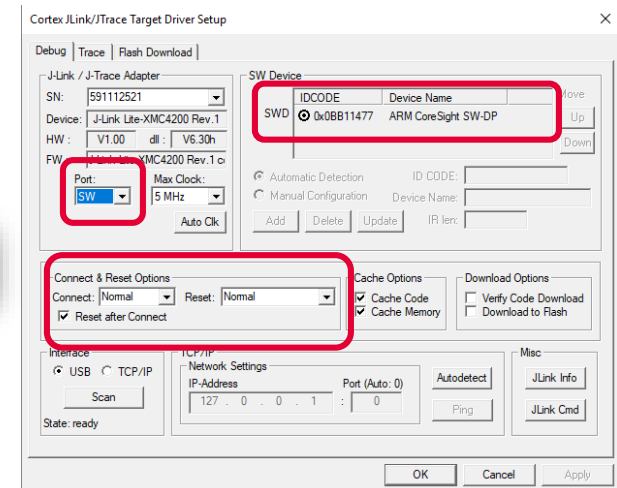 Cortex JLink/JTrace Target Driver Setup
Debug Trace Flash Download
J-Link / J-Trace Adapter
SN: 591112521
Device: J-Link Lite-XMC4200 Rev.1
HW : V1.00 dll : V6.30h
FW : J-Link Lite-XMC4200 Rev.1 co
Port: Max Clock:
SW 5 MHz
Auto Clk
SW Device
IDCODE Device Name Move
SWD 0x0BB11477 ARM CoreSight SW-DP Up
Down
Automatic Detection ID CODE:
Manual Configuration Device Name:
Add Delete Update IR len:
Connect & Reset Options
Connect: Normal Reset: Normal
Reset after Connect
Cache Options
Cache Code
Cache Memory
Download Options
Verify Code Download
Download to Flash
Interface
USB TCP/IP
Scan
State: ready
TCP/IP
Network Settings
IP-Address Port (Auto: 0)
127 . 0 . 0 . 1 : 0
Autodetect
Ping
Misc
JLink Info
JLink Cmd
OK Cancel Apply